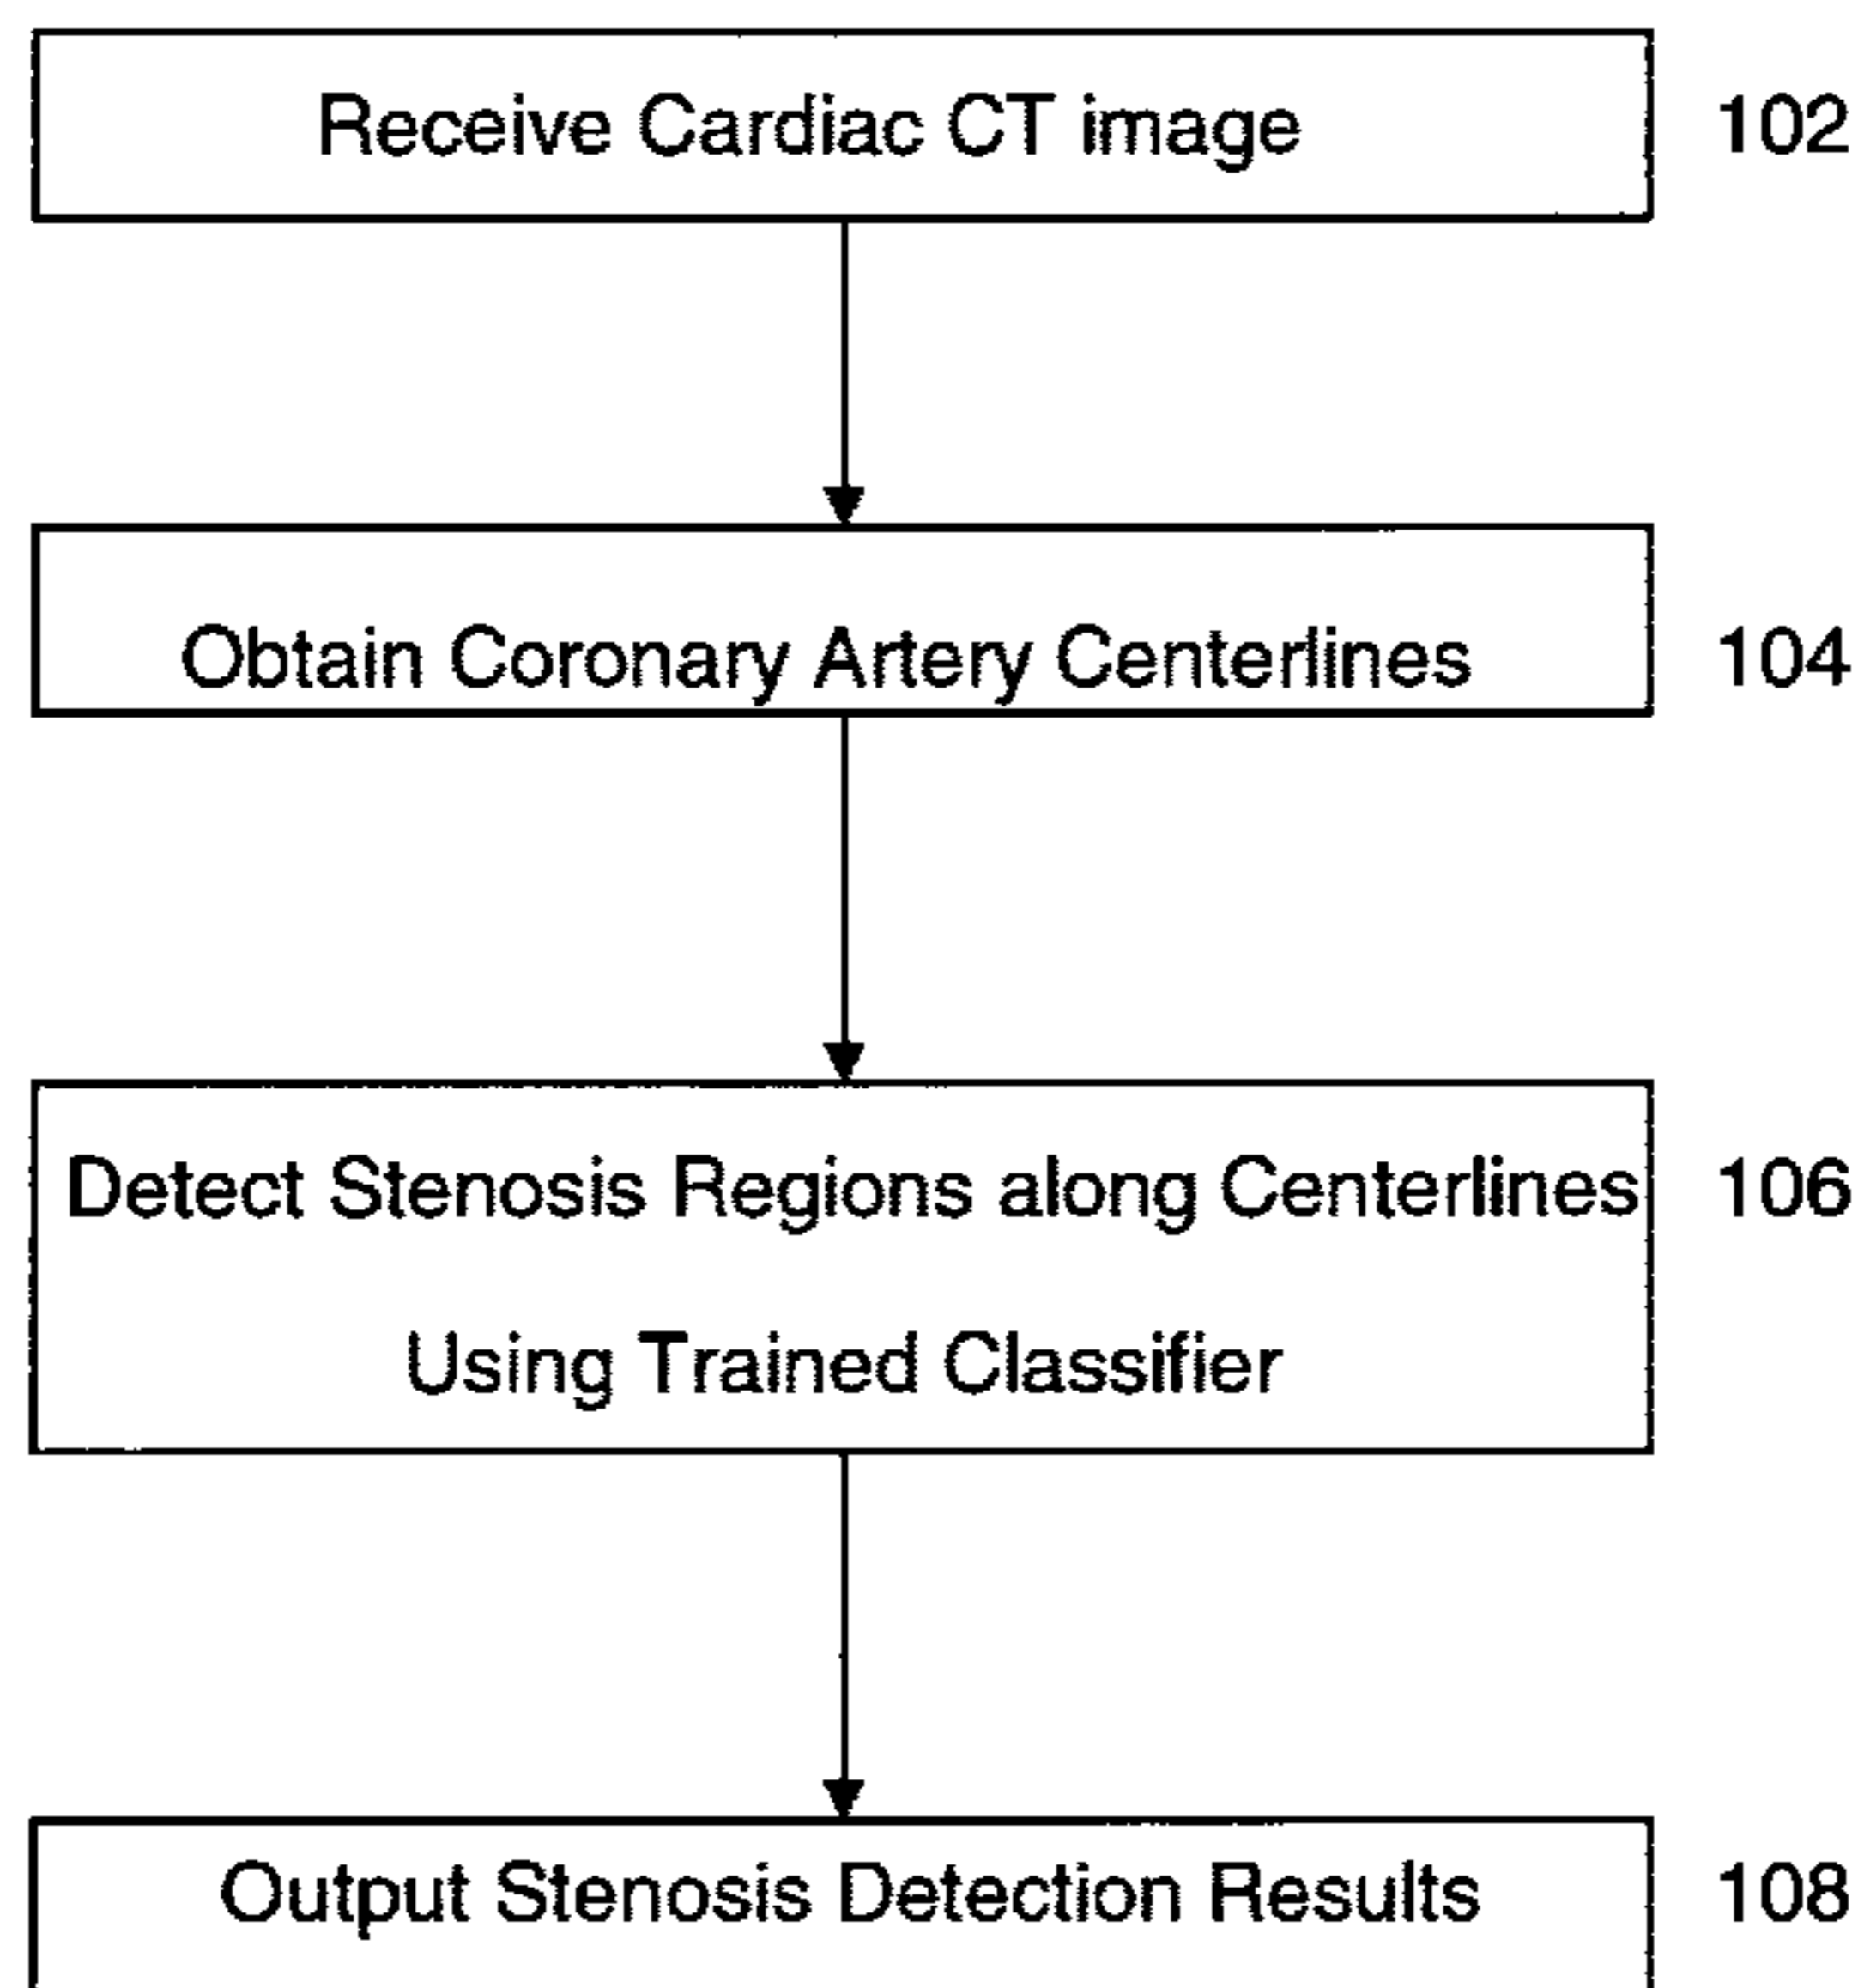 Receive Cardiac CT image 102
Obtain Coronary Artery Centerlines 104
Detect Stenosis Regions along Centerlines 106
Using Trained Classifier
Output Stenosis Detection Results 108